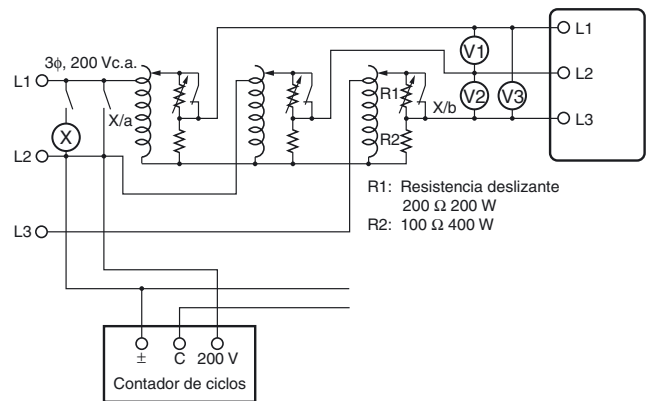 3ϕ, 200 Vc.a.
L1
L2
L3
X
X/a
R1
R2
X/b
V1
V2
V3
L1
L2
L3
R1: Resistencia deslizante
200 Ω 200 W
R2: 100 Ω 400 W
± C 200 V
Contador de ciclos